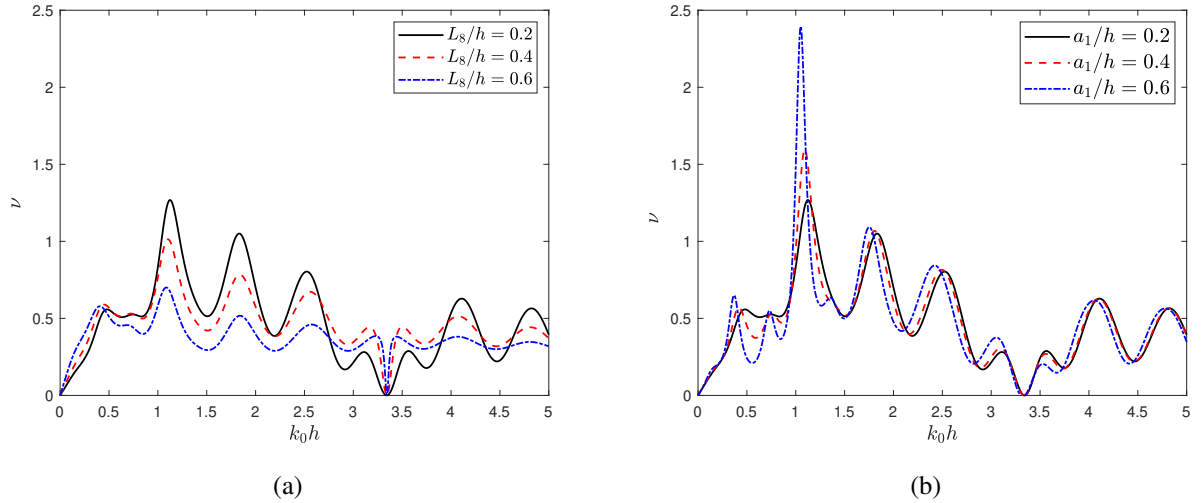 2.5
2
1.5
1
0.5
0
ν
L₈/h = 0.2
L₈/h = 0.4
L₈/h = 0.6
0 0.5 1 1.5 2 2.5 3 3.5 4 4.5 5
k₀h
(a)
2.5
2
1.5
1
0.5
0
ν
a₁/h = 0.2
a₁/h = 0.4
a₁/h = 0.6
0 0.5 1 1.5 2 2.5 3 3.5 4 4.5 5
k₀h
(b)